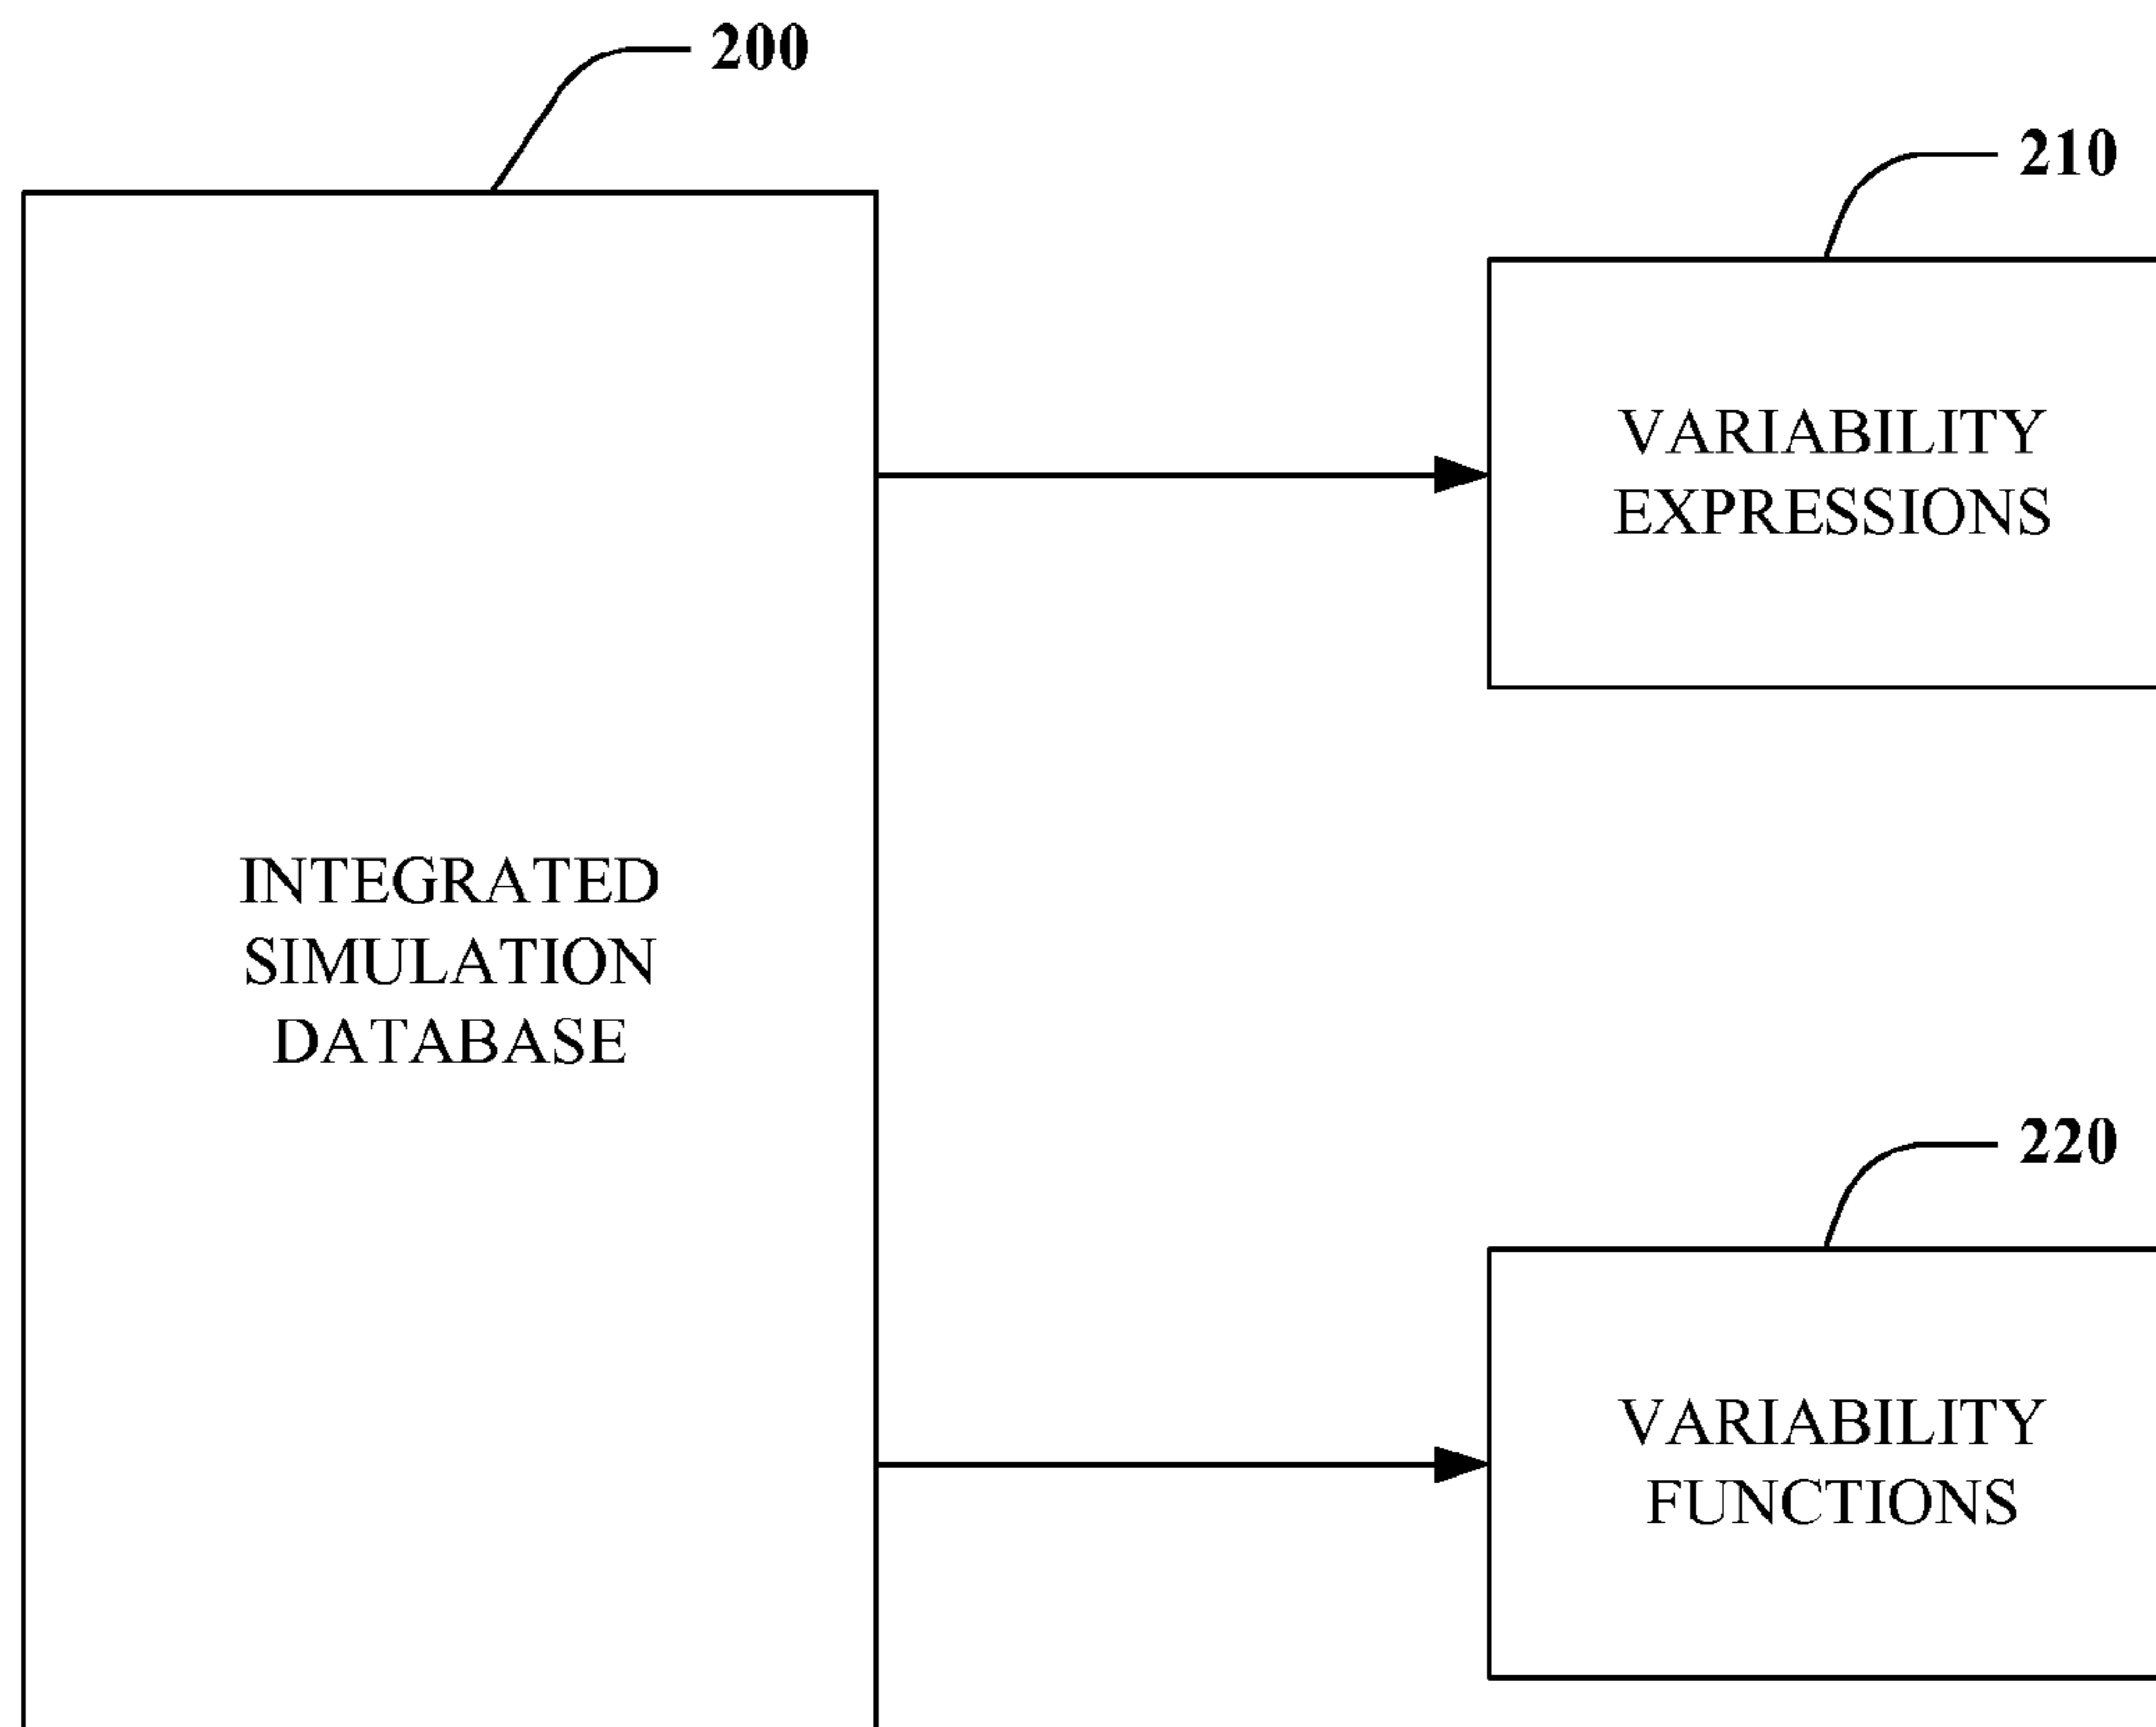 200
210
VARIABILITY
EXPRESSIONS
INTEGRATED
SIMULATION
DATABASE
220
VARIABILITY
FUNCTIONS